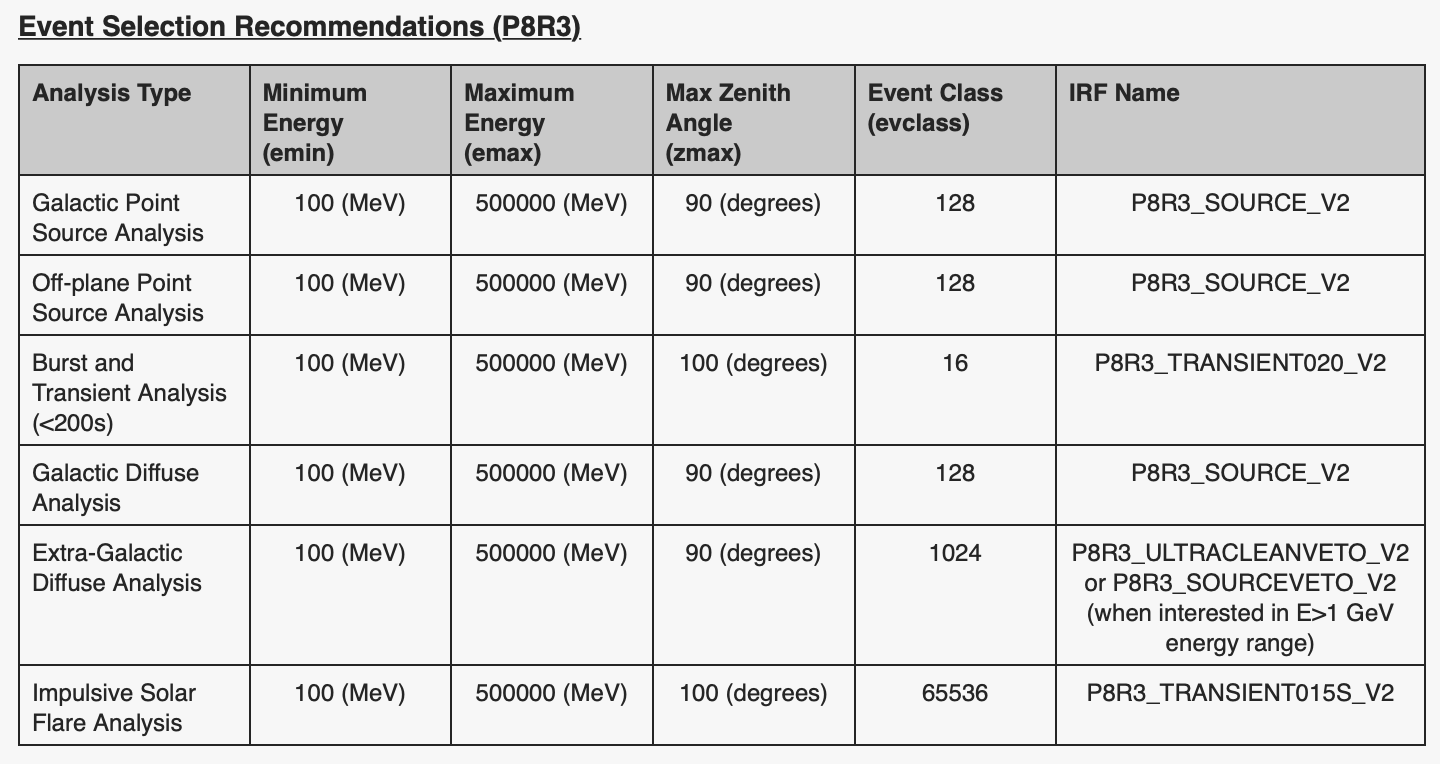 Event Selection Recommendations (P8R3)
Analysis Type
Minimum
Energy
(emin)
Maximum
Energy
(emax)
Max Zenith
Angle
(zmax)
Event Class
(evclass)
IRF Name
Galactic Point
Source Analysis
100 (MeV)
500000 (MeV)
90 (degrees)
128
P8R3_SOURCE_V2
Off-plane Point
Source Analysis
100 (MeV)
500000 (MeV)
90 (degrees)
128
P8R3_SOURCE_V2
Burst and
Transient Analysis
(<200s)
100 (MeV)
500000 (MeV)
100 (degrees)
16
P8R3_TRANSIENT020_V2
Galactic Diffuse
Analysis
100 (MeV)
500000 (MeV)
90 (degrees)
128
P8R3_SOURCE_V2
Extra-Galactic
Diffuse Analysis
100 (MeV)
500000 (MeV)
90 (degrees)
1024
P8R3_ULTRACLEANVETO_V2
or P8R3_SOURCEVETO_V2
(when interested in E>1 GeV
energy range)
Impulsive Solar
Flare Analysis
100 (MeV)
500000 (MeV)
100 (degrees)
65536
P8R3_TRANSIENT015S_V2